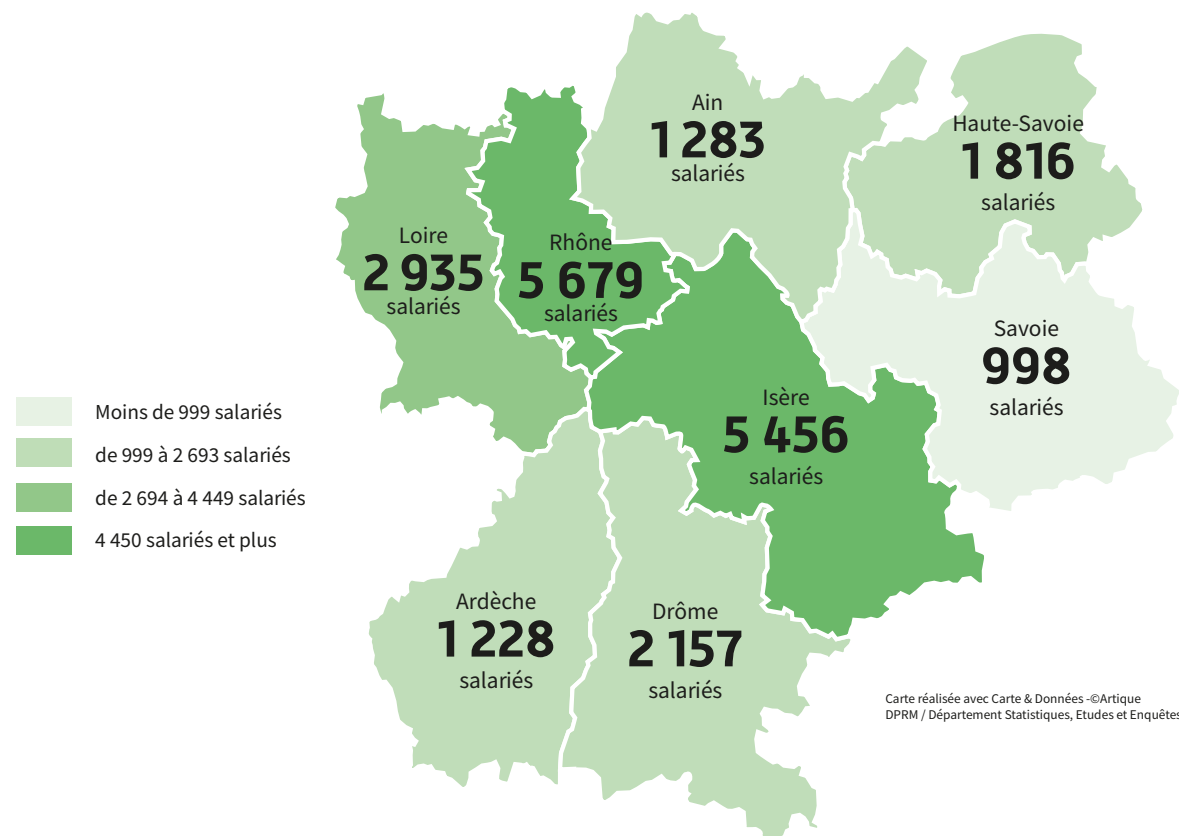 Ain
1 283
salariés
Haute-Savoie
1 816
salariés
Loire
2 935
salariés
Rhône
5 679
salariés
Savoie
998
salariés
Isère
5 456
salariés
Moins de 999 salariés
de 999 à 2 693 salariés
de 2 694 à 4 449 salariés
4 450 salariés et plus
Ardèche
1 228
salariés
Drôme
2 157
salariés
Carte réalisée avec Carte & Données -©Artique
DPRM / Département Statistiques, Etudes et Enquêtes